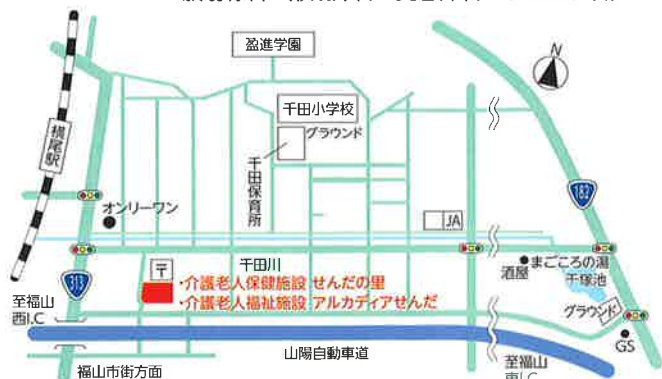 盈進学園
N
千田小学校
グラウンド
横尾駅
千田保育所
182
オンリーワン
JA
千田川
〒
313
・介護老人保健施設 せんだの里
・介護老人福祉施設 アルカディアせんだ
酒屋
まごころの湯
千塚池
グラウンド
至福山
西I.C
GS
山陽自動車道
至福山
東I.C
福山市街方面